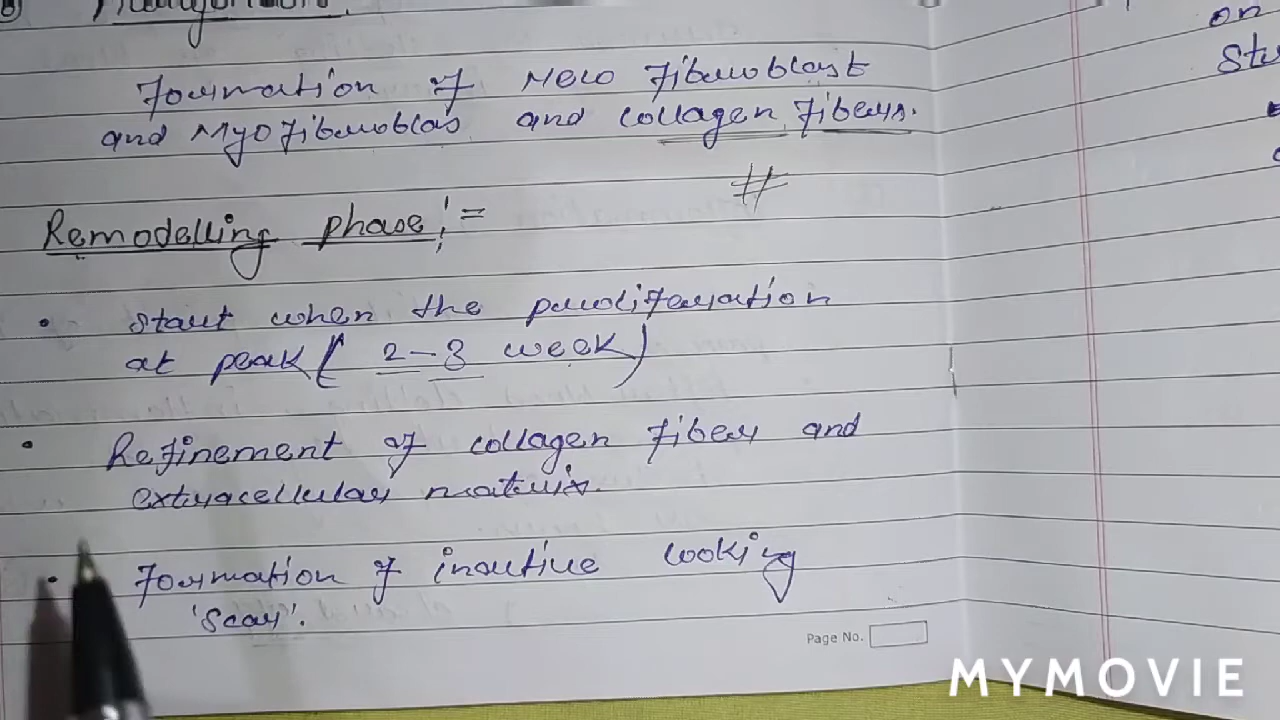 Formation of New Fibroblast
and Myofibroblas and collagen fibers.
#
Remodelling phase :=
• Start when the proliferation
at peak ( 2-3 week )
• Refinement of collagen fiber and
extracellular matrix.
• Formation of inactive looking
'Scar'.
Page No.
on
MYMOVIE